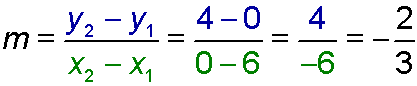 m = (y₂ − y₁)/(x₂ − x₁) = (4 − 0)/(0 − 6) = 4/−6 = −2/3